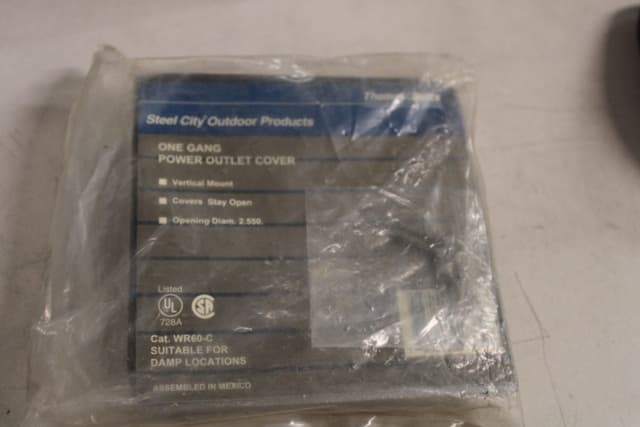 Steel City Outdoor Products
ONE GANG
POWER OUTLET COVER
Vertical Mount
Covers Stay Open
Opening Diam. 2.550.
Listed
UL
SA
728A
Cat. WR60-C
SUITABLE FOR
DAMP LOCATIONS
ASSEMBLED IN MEXICO